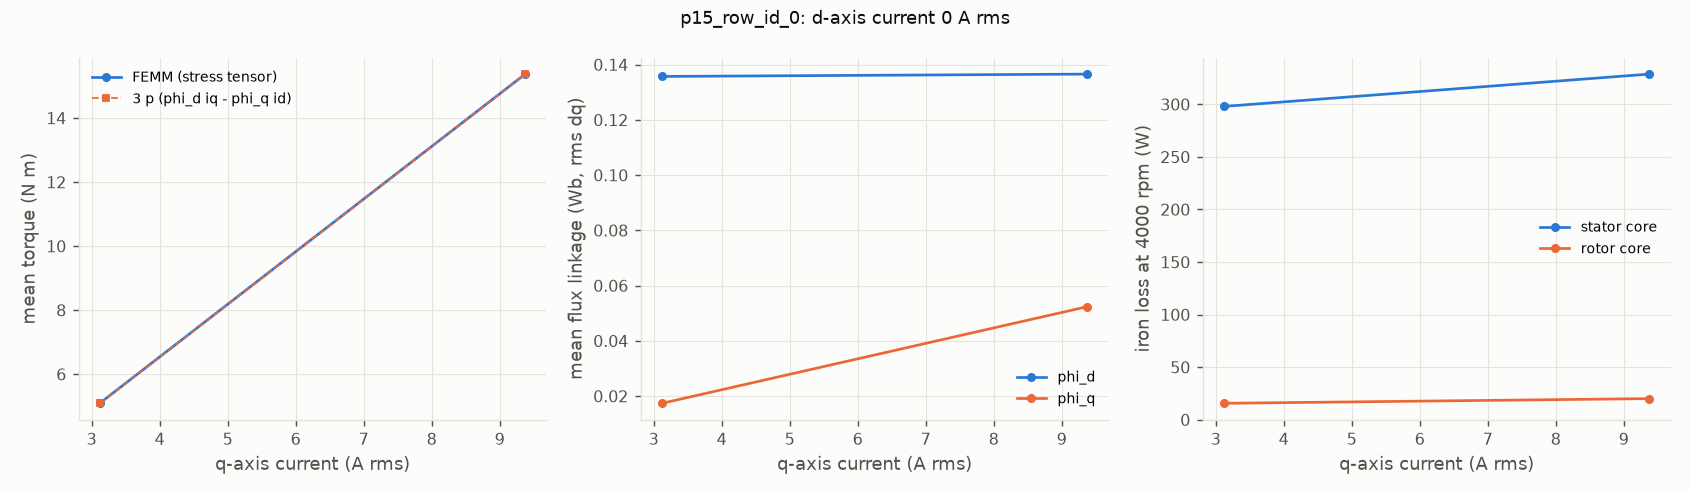 p15_row_id_0: d-axis current 0 A rms
mean torque (N m)
14
12
10
8
6
FEMM (stress tensor)
3 p (phi_d iq - phi_q id)
3 4 5 6 7 8 9
q-axis current (A rms)
mean flux linkage (Wb, rms dq)
0.14
0.12
0.10
0.08
0.06
0.04
0.02
phi_d
phi_q
3 4 5 6 7 8 9
q-axis current (A rms)
iron loss at 4000 rpm (W)
300
250
200
150
100
50
0
stator core
rotor core
3 4 5 6 7 8 9
q-axis current (A rms)